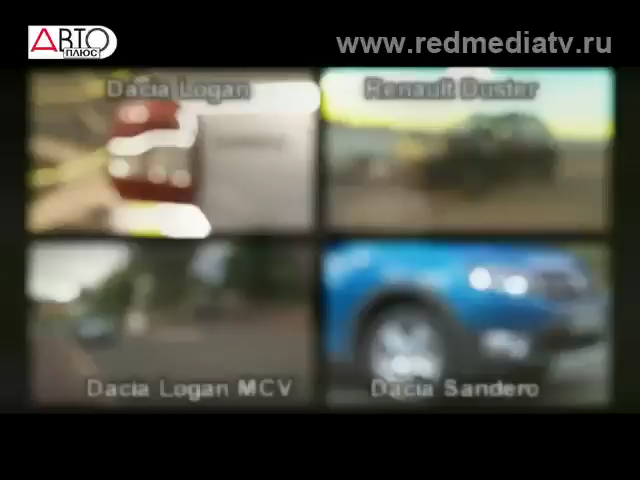 АВТО
ПЛЮС
www.redmediatv.ru
Dacia Logan
Renault Duster
Dacia Logan MCV
Dacia Sandero